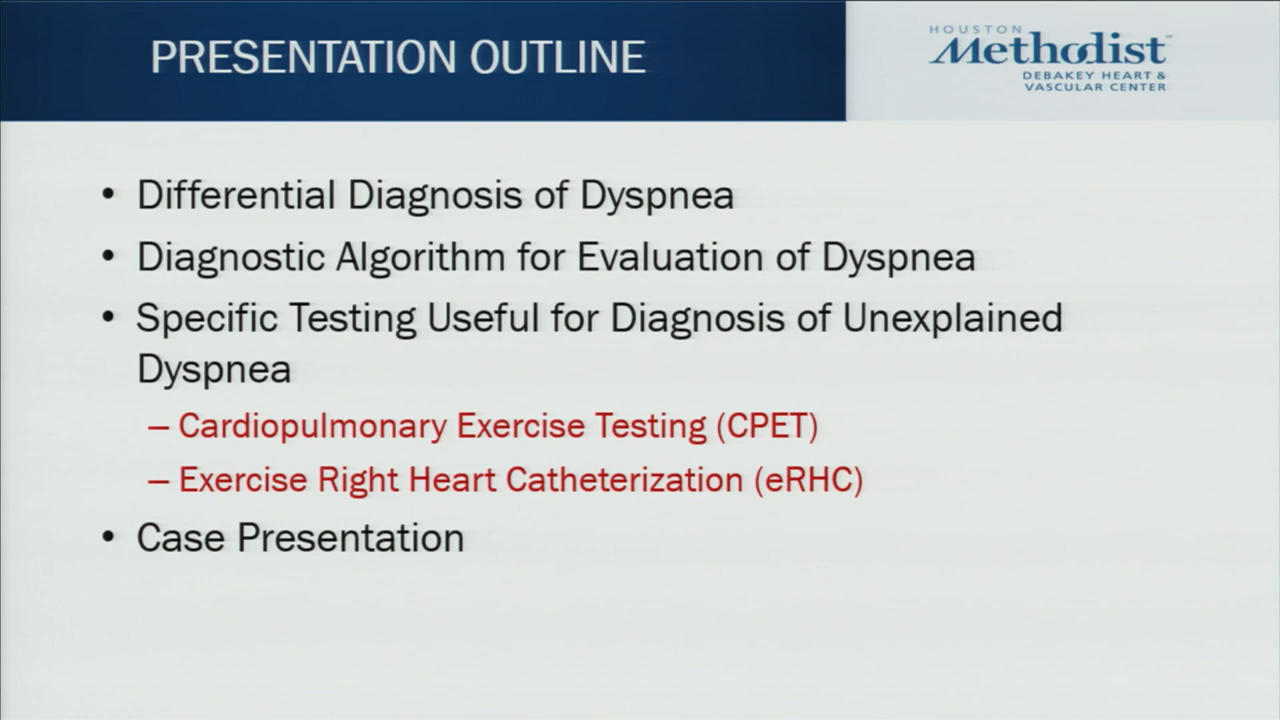 PRESENTATION OUTLINE
HOUSTON
Methodist™
DEBAKEY HEART &
VASCULAR CENTER
• Differential Diagnosis of Dyspnea
• Diagnostic Algorithm for Evaluation of Dyspnea
• Specific Testing Useful for Diagnosis of Unexplained
Dyspnea
– Cardiopulmonary Exercise Testing (CPET)
– Exercise Right Heart Catheterization (eRHC)
• Case Presentation